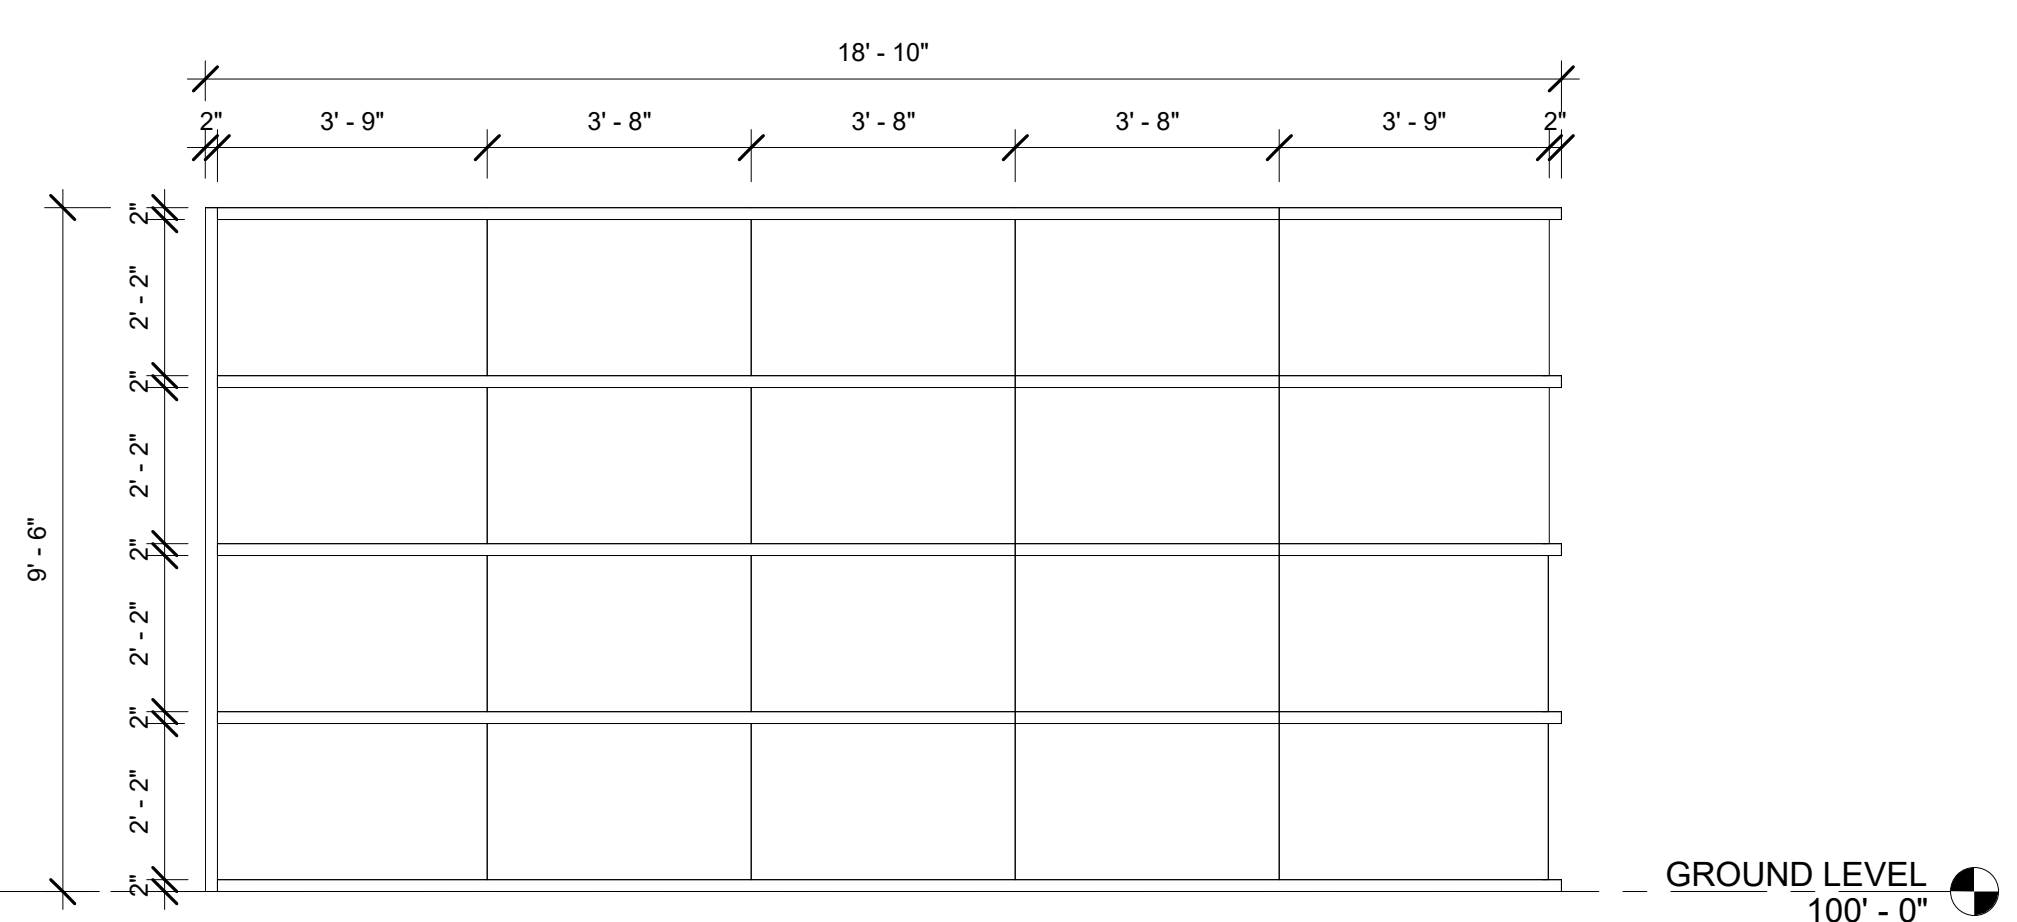 18' - 10"
2" 3' - 9" 3' - 8" 3' - 8" 3' - 8" 3' - 9" 2"
2"
2' - 2"
2"
2' - 2"
9' - 6"
2"
2' - 2"
2"
2' - 2"
2"
GROUND LEVEL
100' - 0"